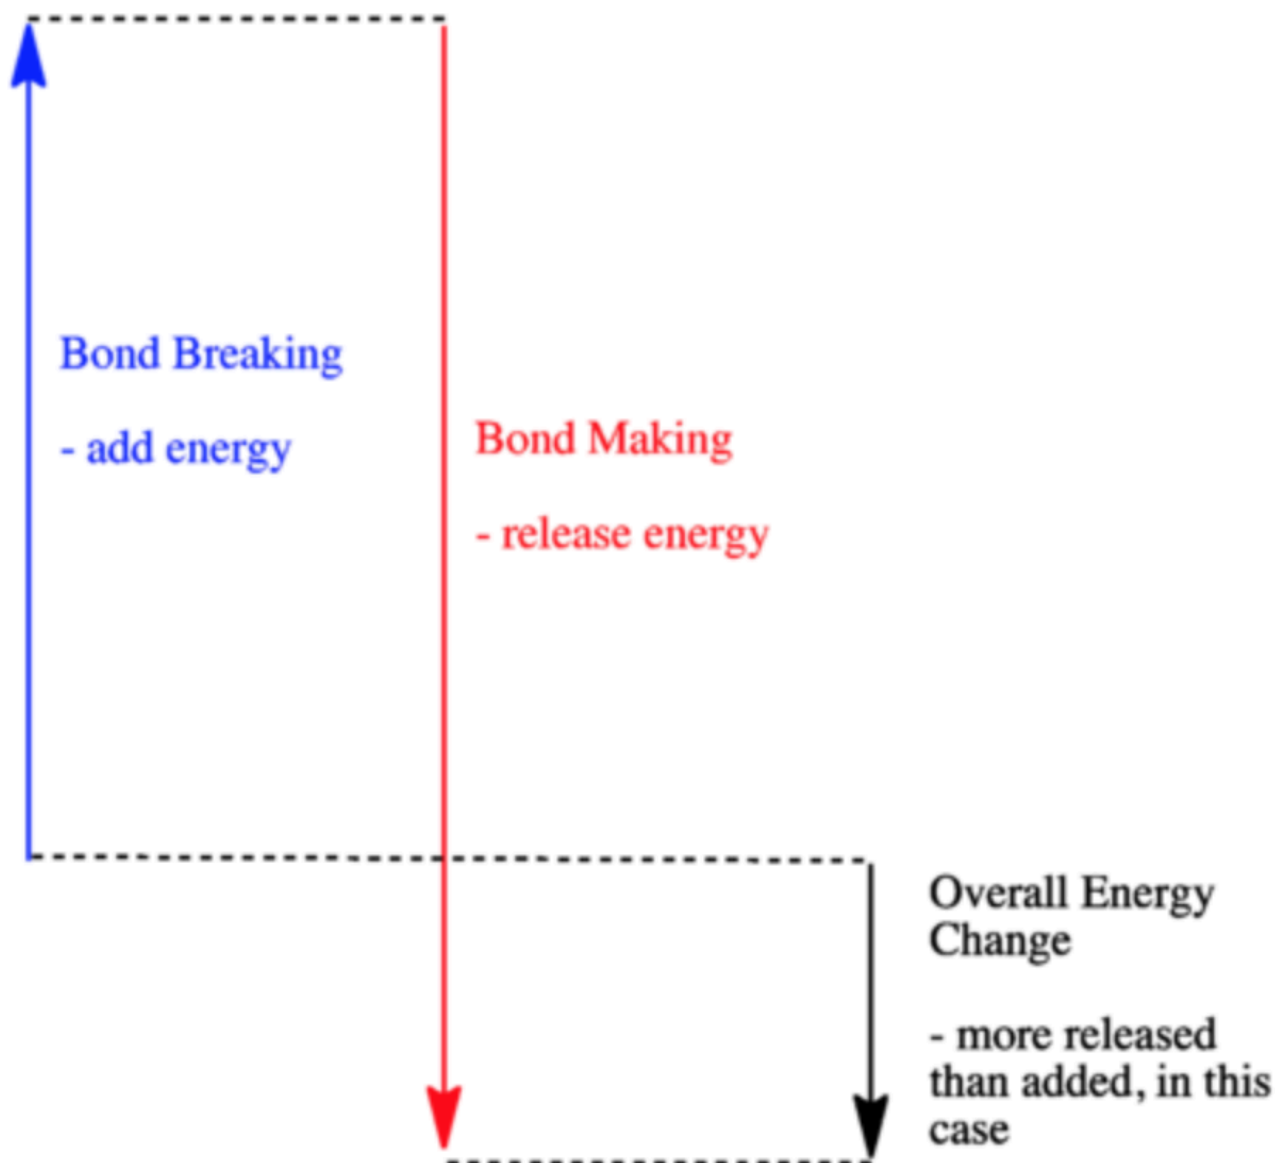 Bond Breaking
- add energy
Bond Making
- release energy
Overall Energy
Change
- more released
than added, in this
case